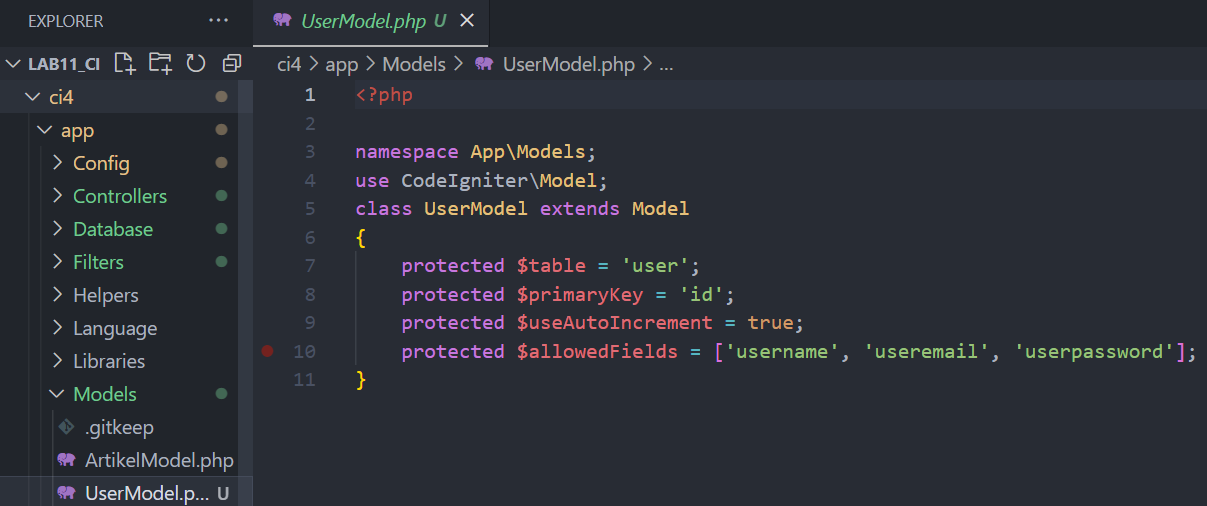 EXPLORER ...
LAB11_CI
ci4
app
Config
Controllers
Database
Filters
Helpers
Language
Libraries
Models
.gitkeep
ArtikelModel.php
UserModel.p... U
UserModel.php U
ci4 > app > Models > UserModel.php > ...
1 <?php
2
3 namespace App\Models;
4 use CodeIgniter\Model;
5 class UserModel extends Model
6 {
7     protected $table = 'user';
8     protected $primaryKey = 'id';
9     protected $useAutoIncrement = true;
10     protected $allowedFields = ['username', 'useremail', 'userpassword'];
11 }